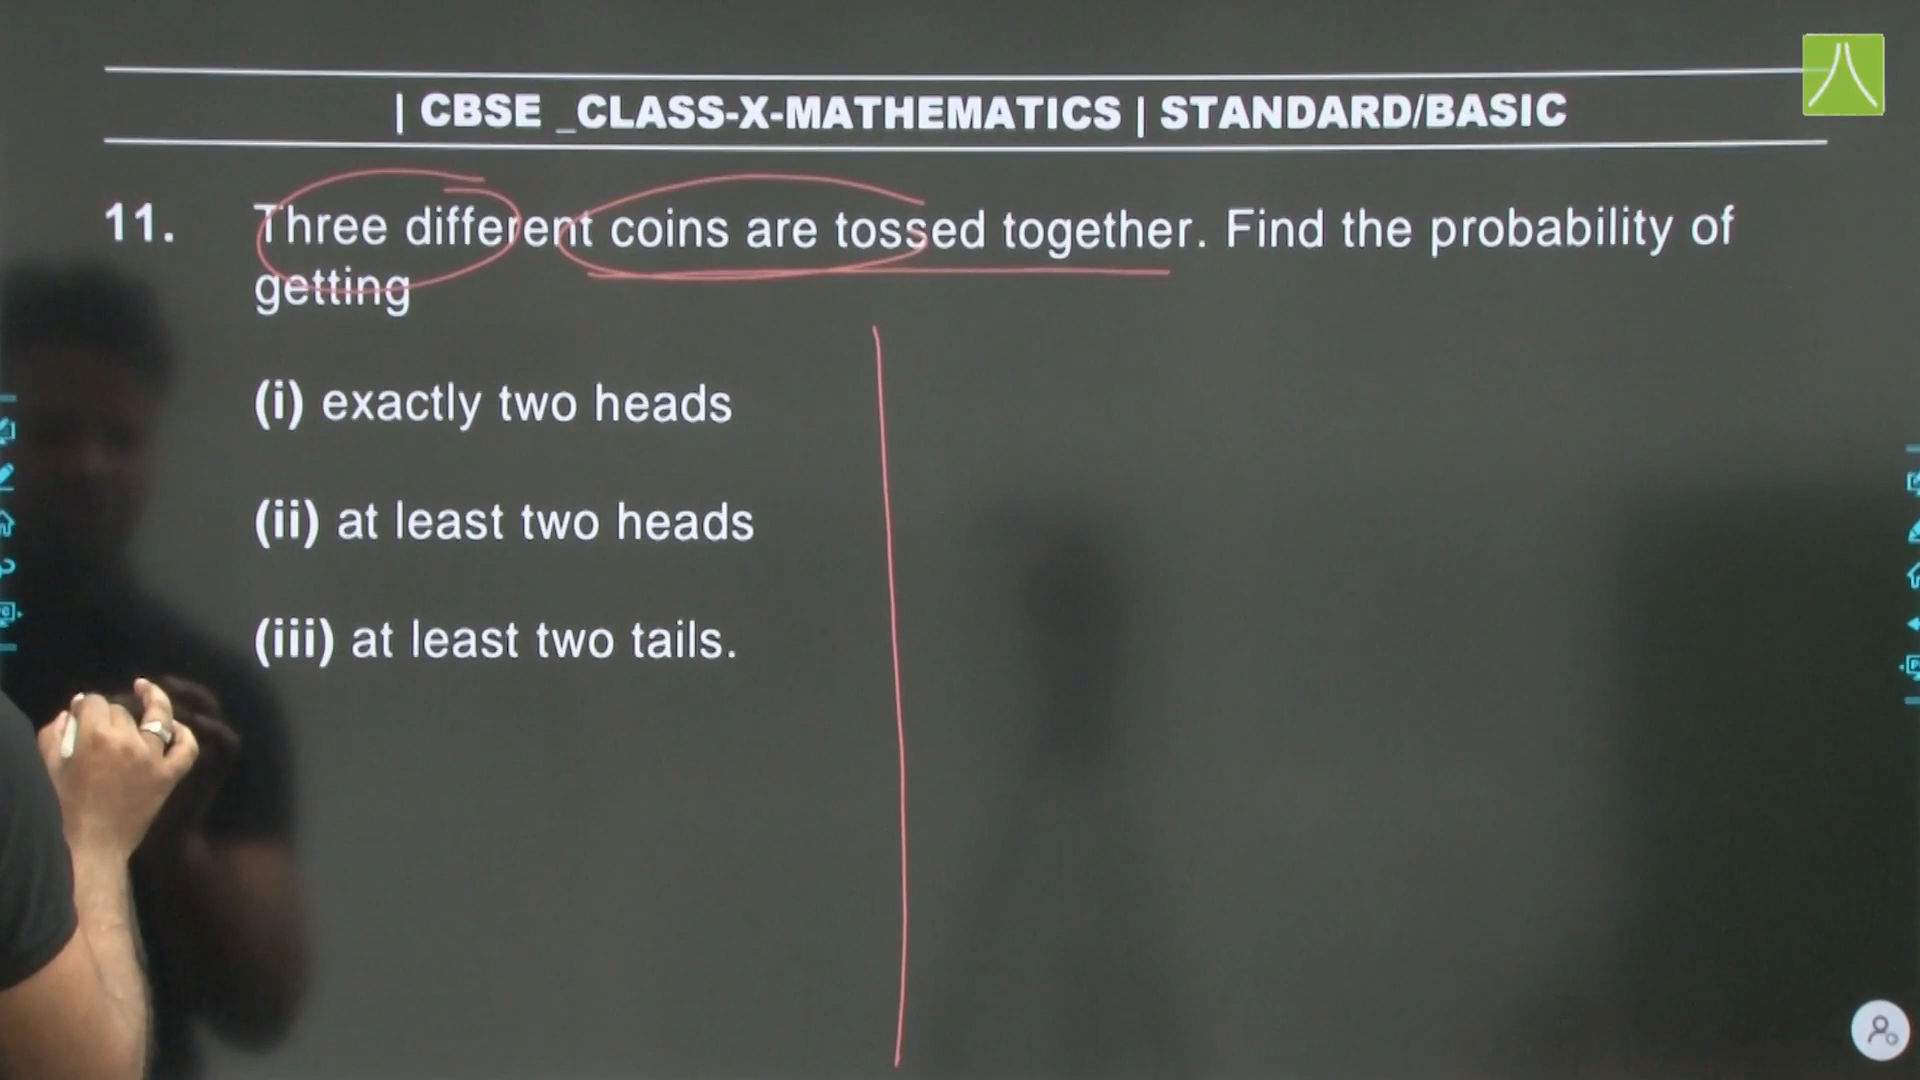 | CBSE _CLASS-X-MATHEMATICS | STANDARD/BASIC
11. Three different coins are tossed together. Find the probability of
getting
(i) exactly two heads
(ii) at least two heads
(iii) at least two tails.